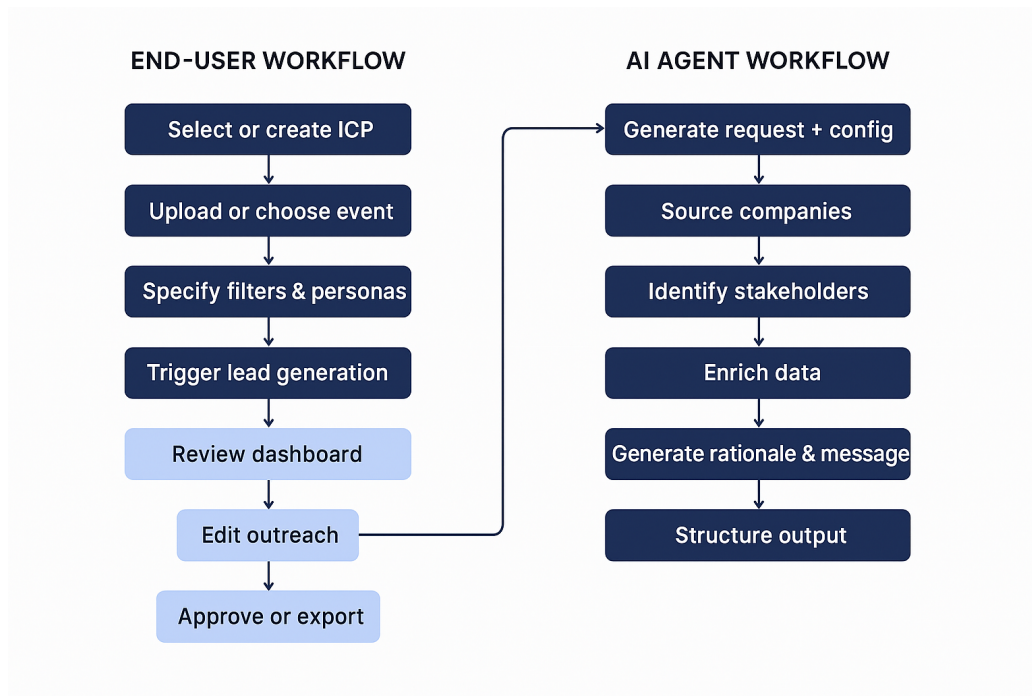 END-USER WORKFLOW
Select or create ICP
Upload or choose event
Specify filters & personas
Trigger lead generation
Review dashboard
Edit outreach
Approve or export
AI AGENT WORKFLOW
Generate request + config
Source companies
Identify stakeholders
Enrich data
Generate rationale & message
Structure output